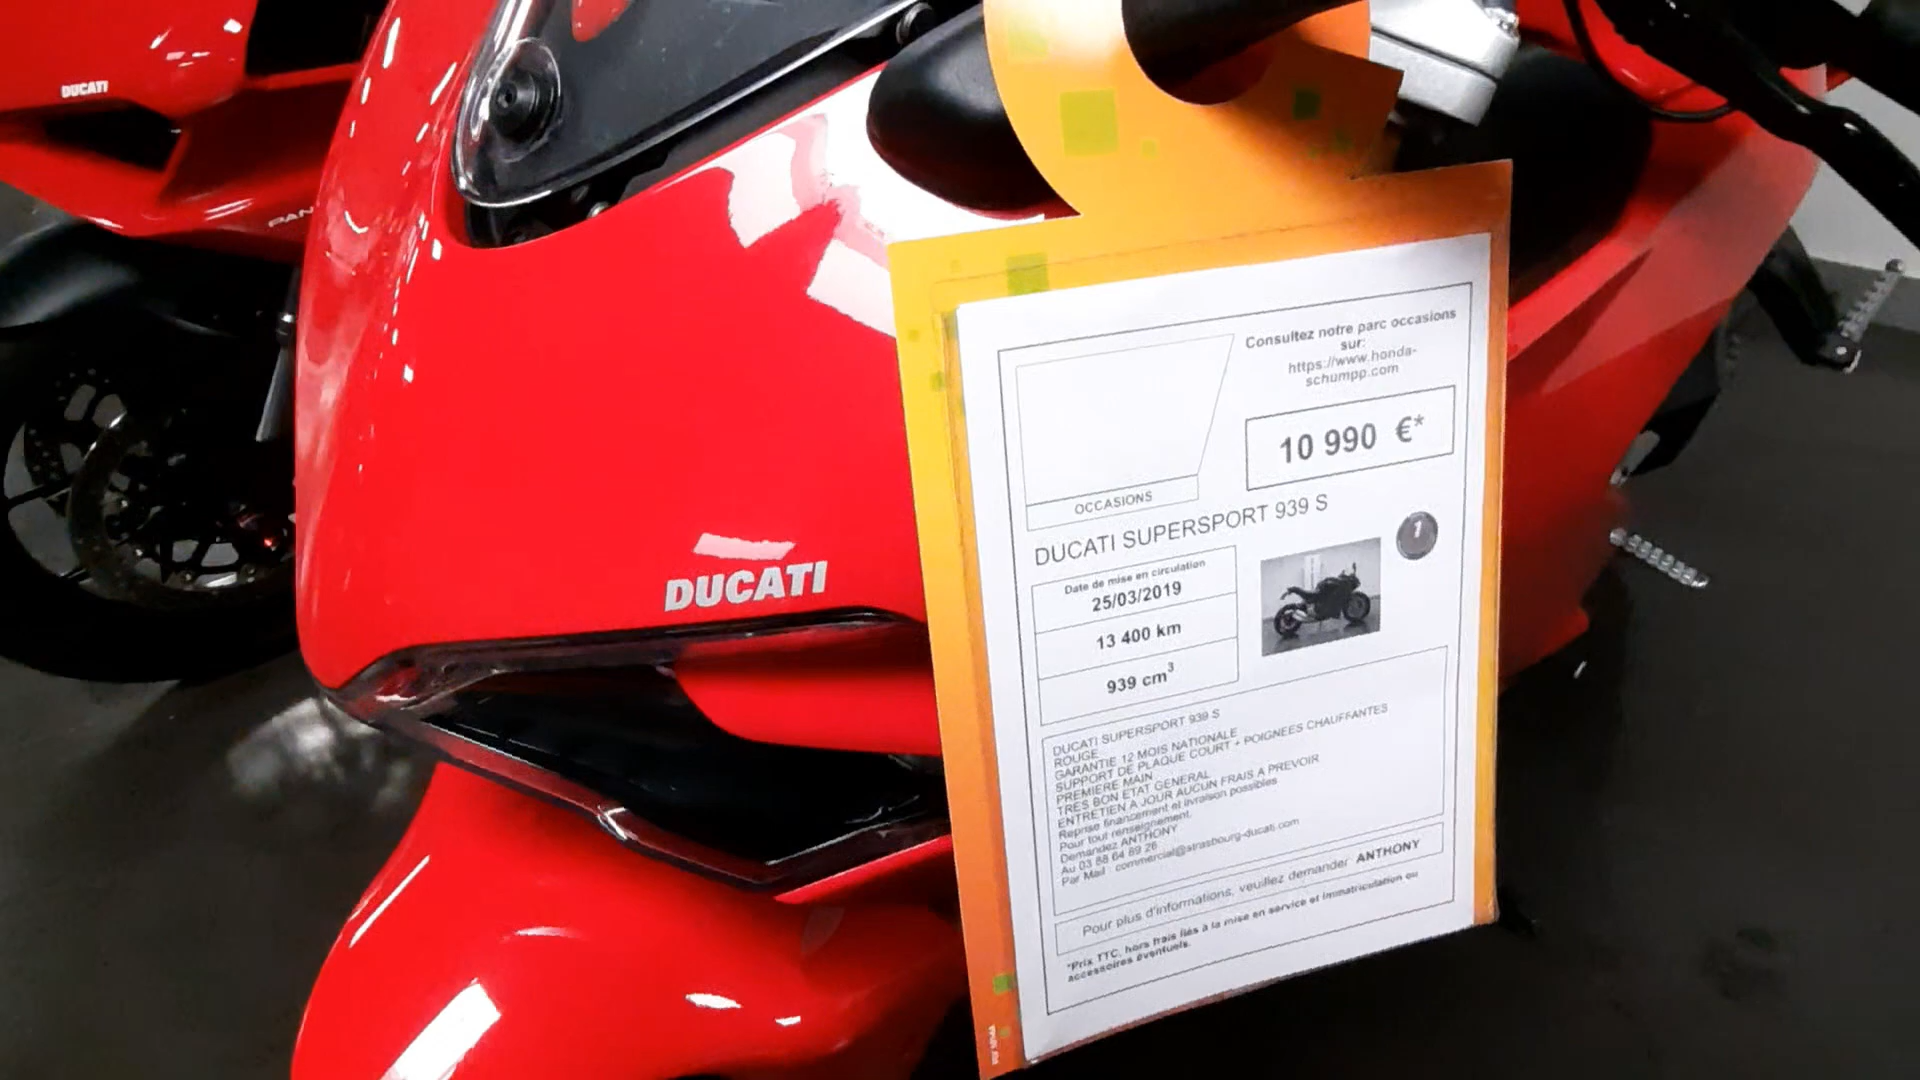 DUCATI
PAN
DUCATI
Consultez notre parc occasions
sur:
https://www.honda-
schumpp.com
10 990 €*
OCCASIONS
DUCATI SUPERSPORT 939 S
1
Date de mise en circulation
25/03/2019
13 400 km
939 cm³
DUCATI SUPERSPORT 939 S
ROUGE
GARANTIE 12 MOIS NATIONALE
SUPPORT DE PLAQUE COURT + POIGNEES CHAUFFANTES
PREMIERE MAIN
TRES BON ETAT GENERAL
ENTRETIEN A JOUR AUCUN FRAIS A PREVOIR
Reprise financement et livraison possibles
Pour tout renseignement.
Demandez ANTHONY
Au 03 88 64 89 26
Par Mail : commercial@strasbourg-ducati.com
Pour plus d'informations, veuillez demander ANTHONY
*Prix TTC, hors frais liés à la mise en service et immatriculation ou
accessoires éventuels.